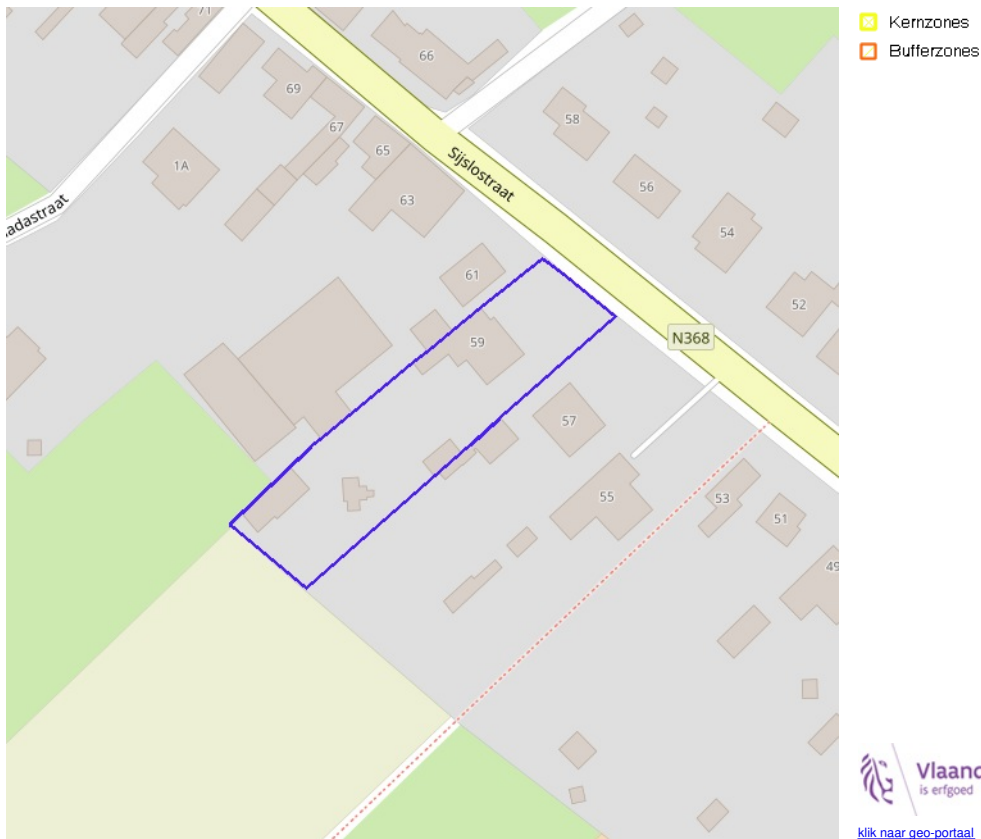 71
66
69
67
65
63
1A
61
59
58
56
54
52
57
55
53
51
49
Sijslostraat
adastraat
N368
Kernzones
Bufferzones
Vlaand
is erfgoed
klik naar geo-portaal